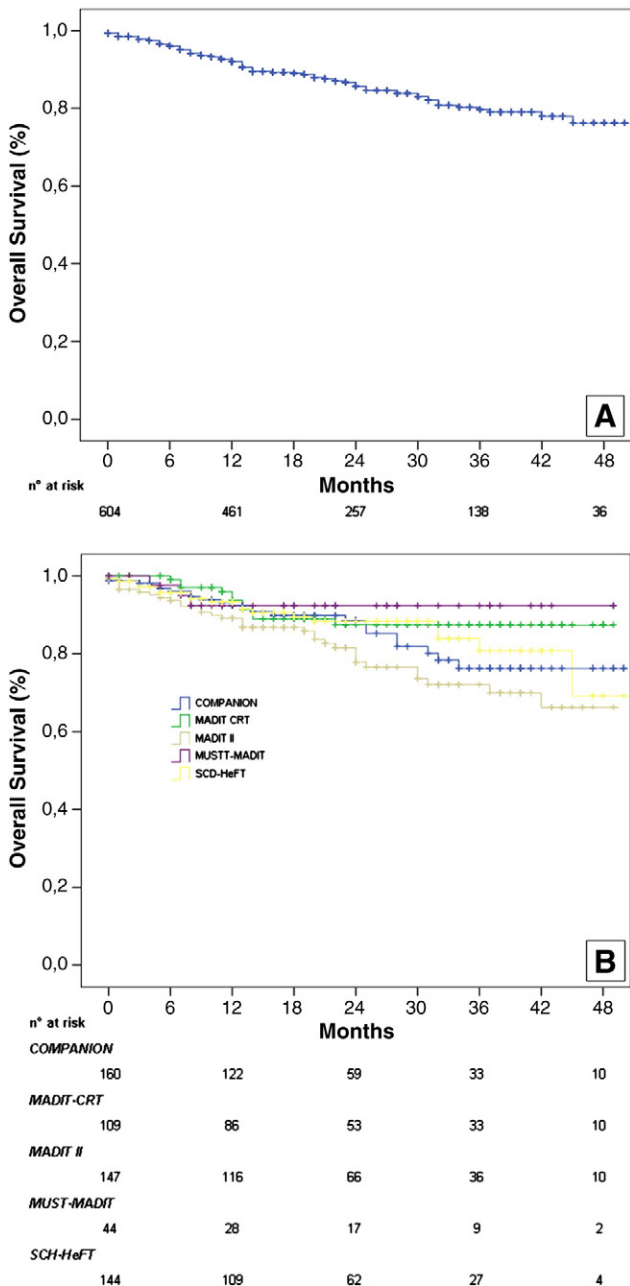 1,0
0,8
0,6
0,4
0,2
0,0
Overall Survival (%)
A
0 6 12 18 24 30 36 42 48
Months
n° at risk
604 461 257 138 36
1,0
0,8
0,6
0,4
0,2
0,0
Overall Survival (%)
COMPANION
MADIT CRT
MADIT II
MUSTT-MADIT
SCD-HeFT
B
0 6 12 18 24 30 36 42 48
Months
n° at risk
COMPANION
160 122 59 33 10
MADIT-CRT
109 86 53 33 10
MADIT II
147 116 66 36 10
MUST-MADIT
44 28 17 9 2
SCH-HeFT
144 109 62 27 4